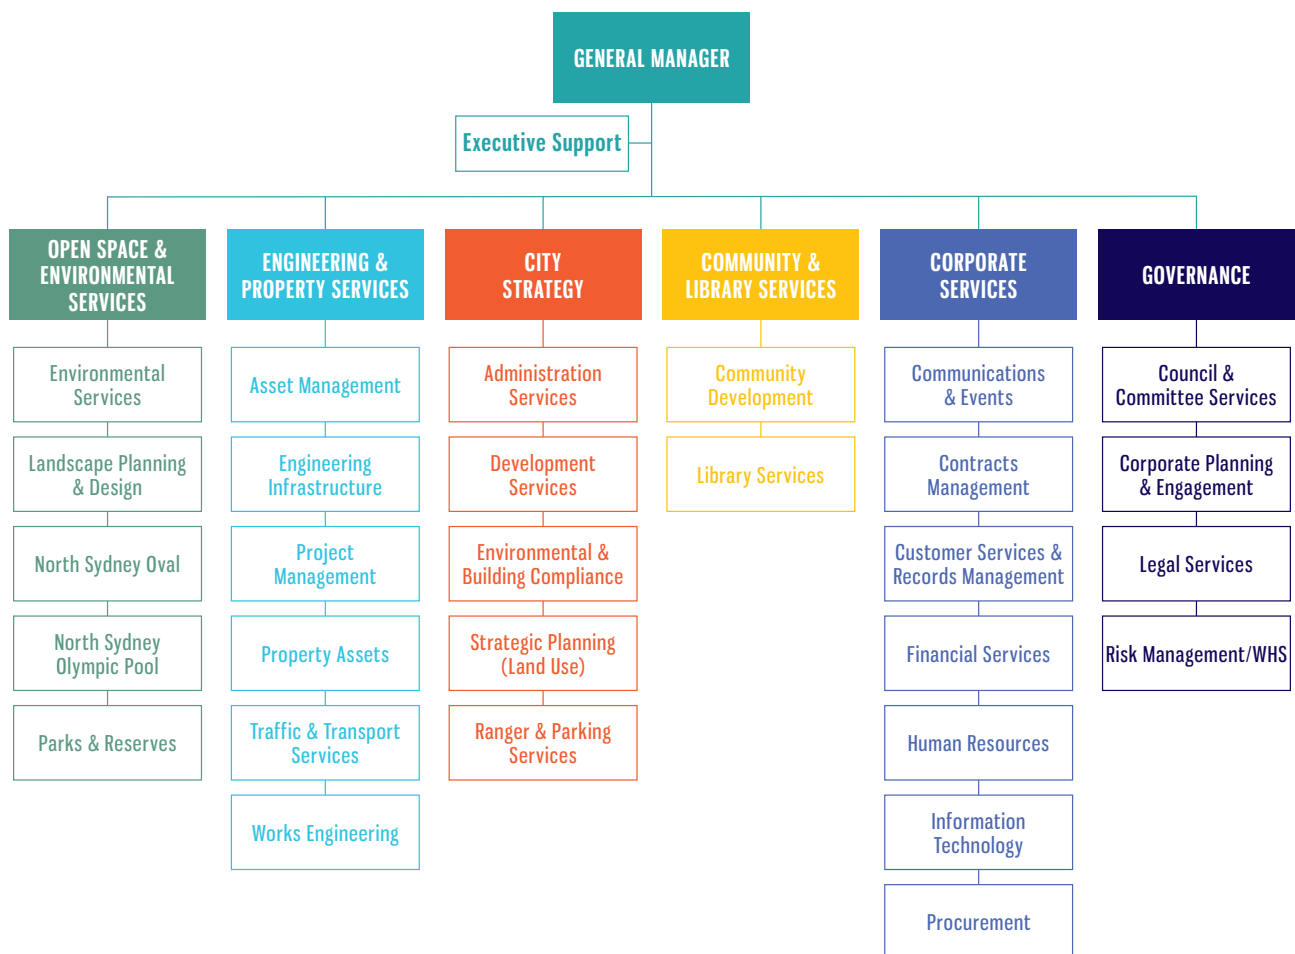 GENERAL MANAGER
Executive Support
OPEN SPACE &
ENVIRONMENTAL
SERVICES
Environmental
Services
Landscape Planning
& Design
North Sydney Oval
North Sydney
Olympic Pool
Parks & Reserves
ENGINEERING &
PROPERTY SERVICES
Asset Management
Engineering
Infrastructure
Project
Management
Property Assets
Traffic & Transport
Services
Works Engineering
CITY
STRATEGY
Administration
Services
Development
Services
Environmental &
Building Compliance
Strategic Planning
(Land Use)
Ranger & Parking
Services
COMMUNITY &
LIBRARY SERVICES
Community
Development
Library Services
CORPORATE
SERVICES
Communications
& Events
Contracts
Management
Customer Services &
Records Management
Financial Services
Human Resources
Information
Technology
Procurement
GOVERNANCE
Council &
Committee Services
Corporate Planning
& Engagement
Legal Services
Risk Management/WHS